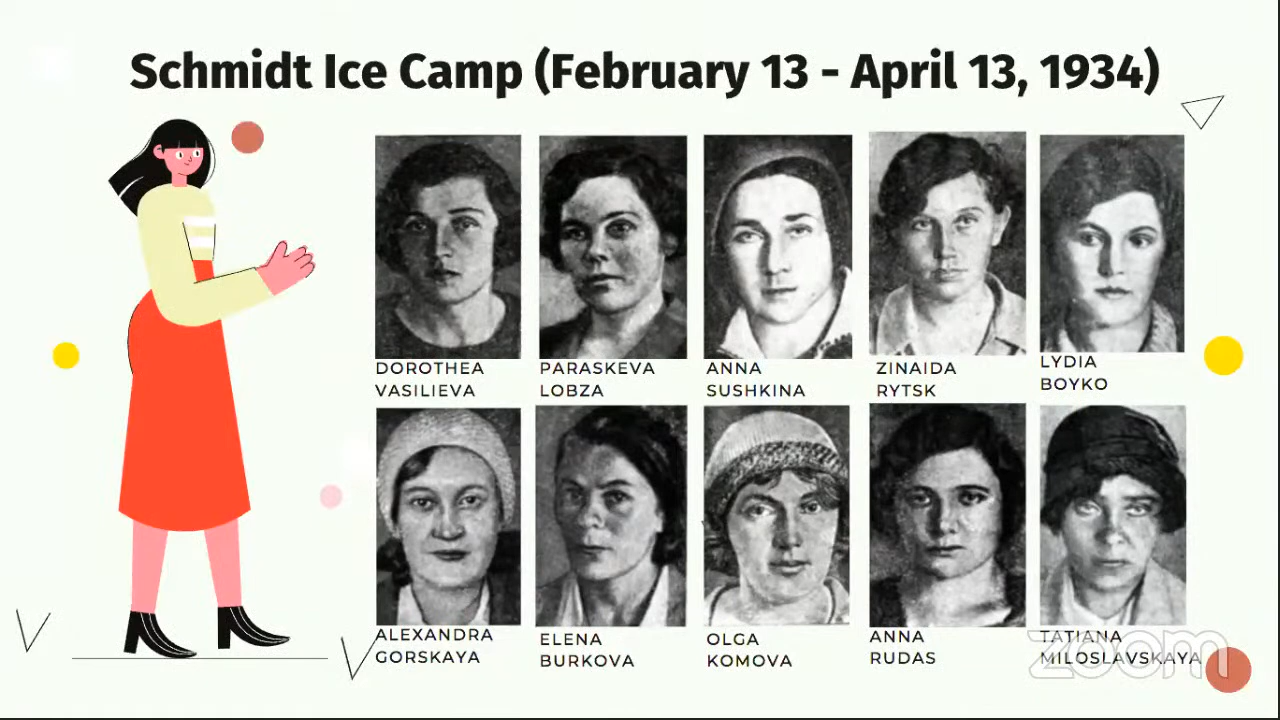 Schmidt Ice Camp (February 13 - April 13, 1934)
DOROTHEA
VASILIEVA
PARASKEVA
LOBZA
ANNA
SUSHKINA
ZINAIDA
RYTSK
LYDIA
BOYKO
ALEXANDRA
GORSKAYA
ELENA
BURKOVA
OLGA
KOMOVA
ANNA
RUDAS
TATIANA
MILOSLAVSKAYA
zoom